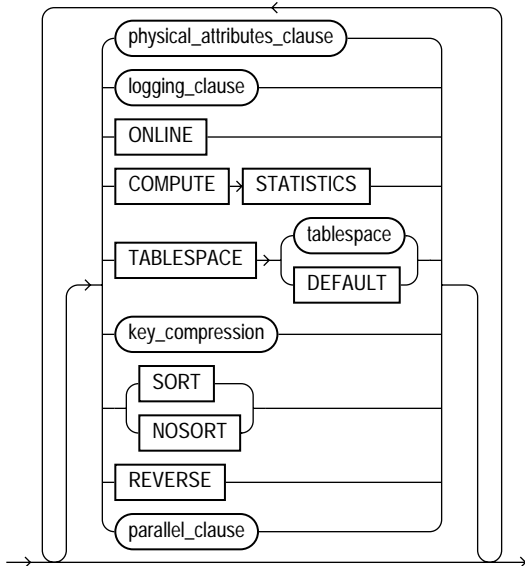 physical_attributes_clause
logging_clause
ONLINE
COMPUTE STATISTICS
TABLESPACE tablespace
DEFAULT
key_compression
SORT
NOSORT
REVERSE
parallel_clause